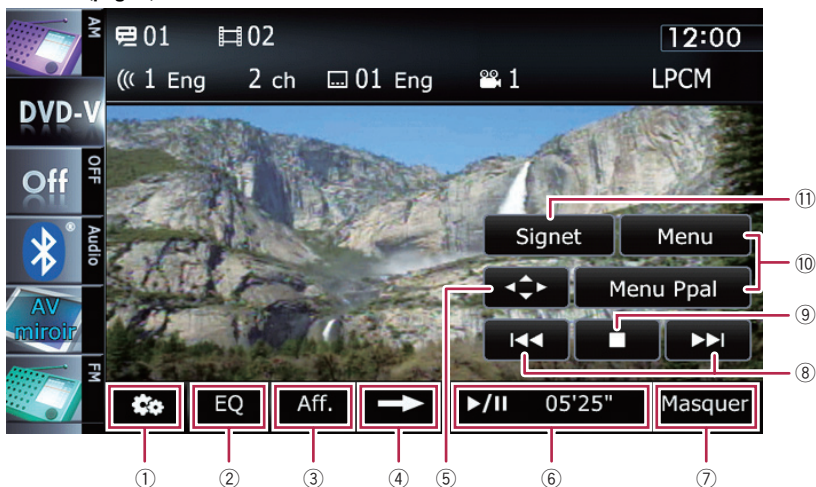 AM
01 02 12:00
1 Eng 2 ch 01 Eng 1 LPCM
DVD-V
Off
OFF
Audio
AV
miroir
FM
Signet Menu
Menu Ppal
EQ Aff. 05'25" Masquer
⑪
⑩
⑨
⑧
① ② ③ ④ ⑤ ⑥ ⑦